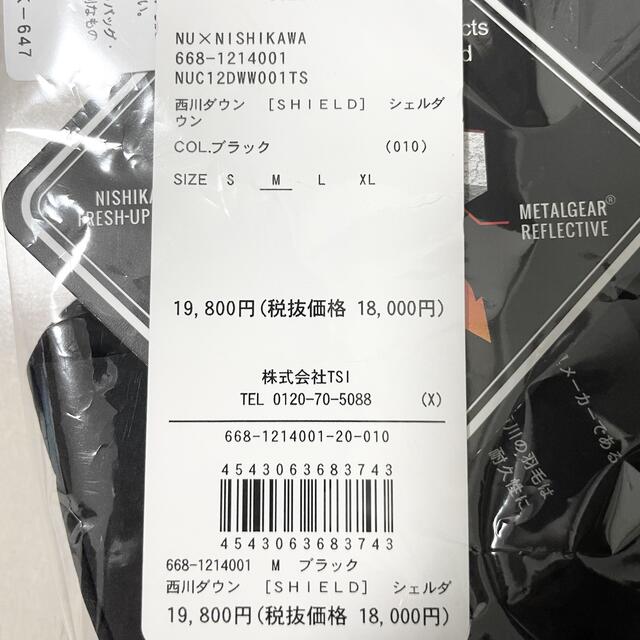 NU×NISHIKAWA
668-1214001
NUC12DWW001TS
西川ダウン [SHIELD] シェルダ
ウン
COL.ブラック (010)
SIZE S M L XL
19,800円(税抜価格 18,000円)
株式会社TSI
TEL 0120-70-5088 (X)
668-1214001-20-010
4543063683743
4543063683743
668-1214001 M ブラック
西川ダウン [SHIELD] シェルダ
19,800円(税抜価格 18,000円)
METALGEAR®
REFLECTIVE
メーカーである
川の羽毛は
耐久性に
バッグ・
なもの
-647
NISHIKA
FRESH-UP
cts
d